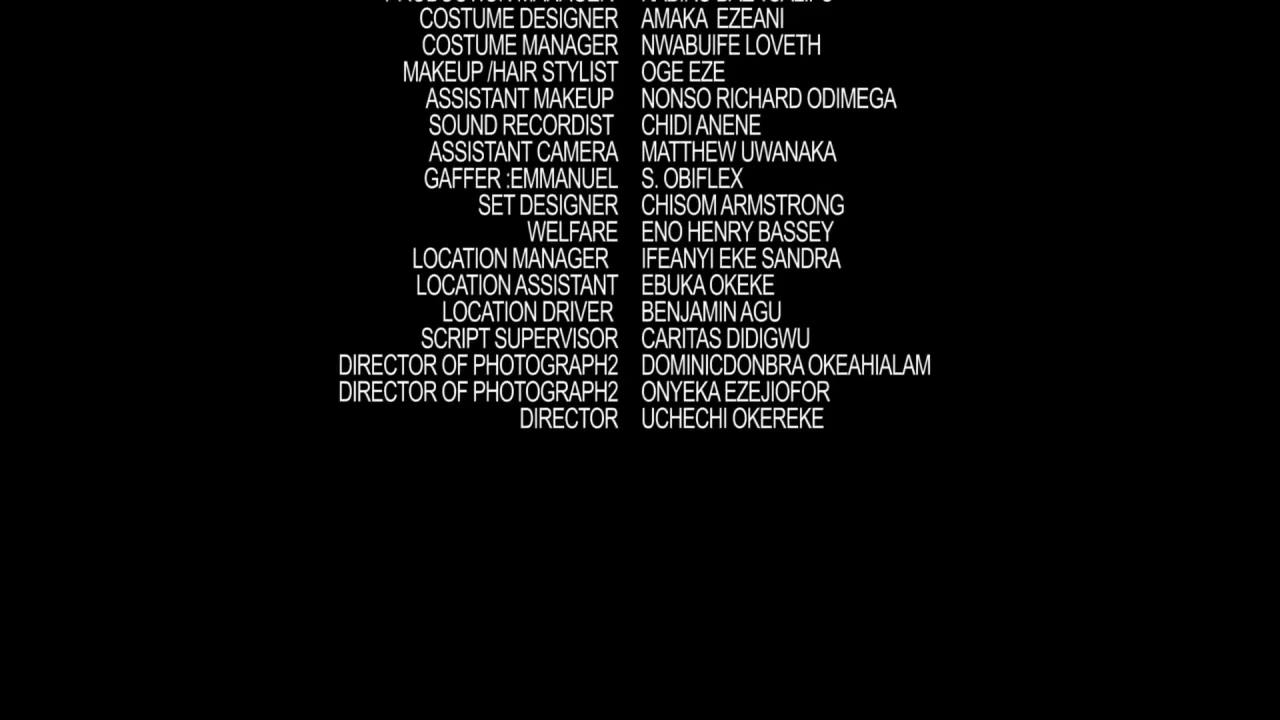 PRODUCTION MANAGER
COSTUME DESIGNER AMAKA EZEANI
COSTUME MANAGER NWABUIFE LOVETH
MAKEUP /HAIR STYLIST OGE EZE
ASSISTANT MAKEUP NONSO RICHARD ODIMEGA
SOUND RECORDIST CHIDI ANENE
ASSISTANT CAMERA MATTHEW UWANAKA
GAFFER :EMMANUEL S. OBIFLEX
SET DESIGNER CHISOM ARMSTRONG
WELFARE ENO HENRY BASSEY
LOCATION MANAGER IFEANYI EKE SANDRA
LOCATION ASSISTANT EBUKA OKEKE
LOCATION DRIVER BENJAMIN AGU
SCRIPT SUPERVISOR CARITAS DIDIGWU
DIRECTOR OF PHOTOGRAPH2 DOMINICDONBRA OKEAHIALAM
DIRECTOR OF PHOTOGRAPH2 ONYEKA EZEJIOFOR
DIRECTOR UCHECHI OKEREKE